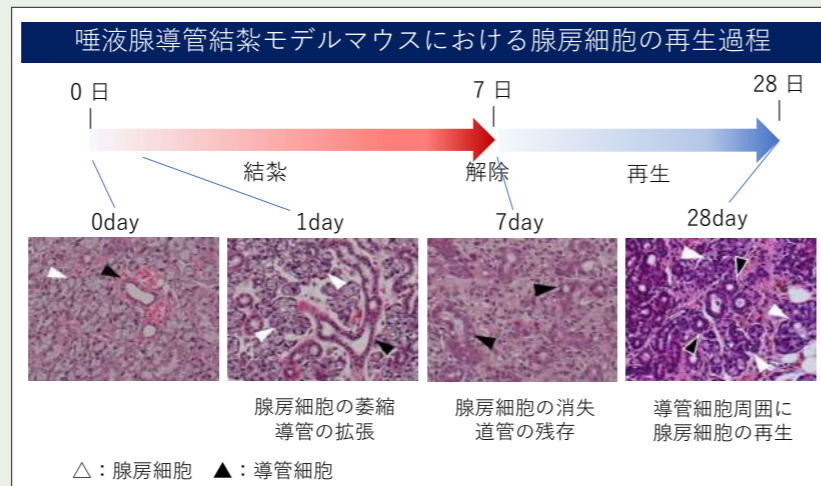 唾液腺導管結紮モデルマウスにおける腺房細胞の再生過程
0 日
7 日
28 日
結紮
解除
再生
0day
1day
7day
28day
腺房細胞の萎縮
導管の拡張
腺房細胞の消失
道管の残存
導管細胞周囲に
腺房細胞の再生
△：腺房細胞 ▲：導管細胞